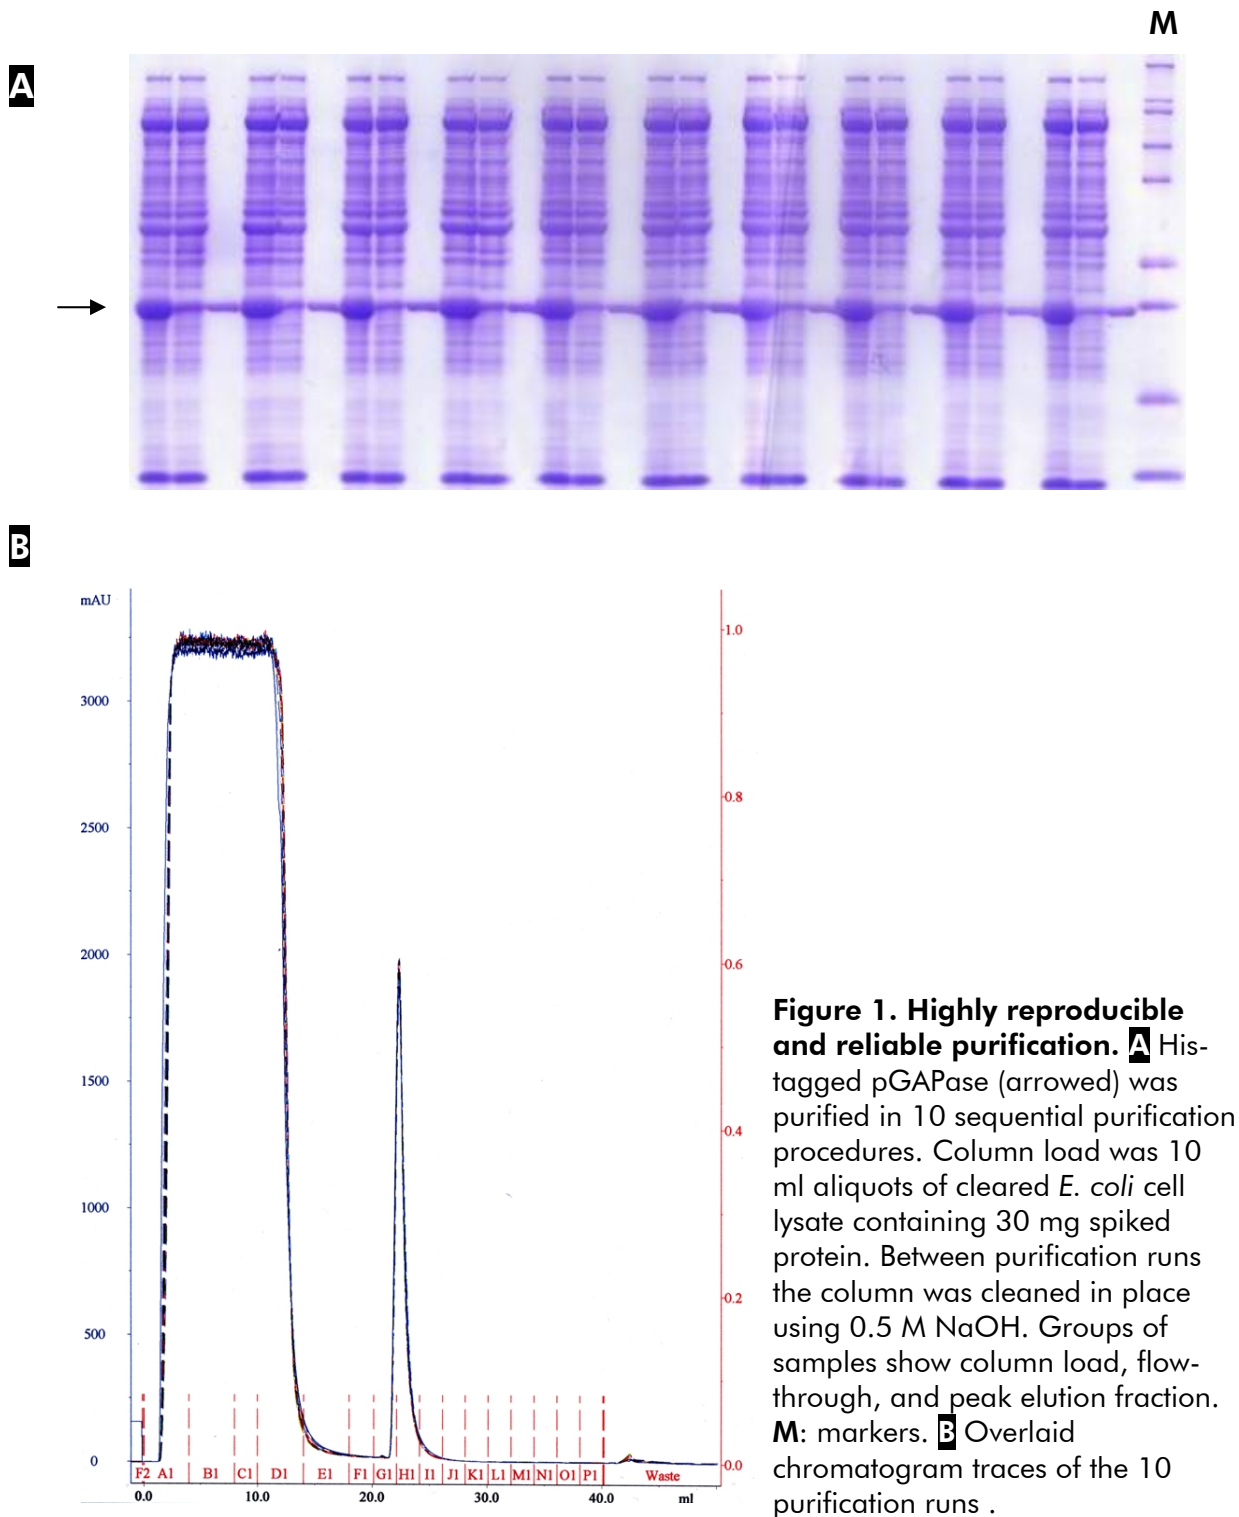 M
A
B
mAU
3000
2500
2000
1500
1000
500
0
1.0
0.8
0.6
0.4
0.2
0.0
F2 A1 B1 C1 D1 E1 F1 G1 H1 I1 J1 K1 L1 M1 N1 O1 P1 Waste
0.0 10.0 20.0 30.0 40.0 ml
Figure 1. Highly reproducible
and reliable purification. A His-
tagged pGAPase (arrowed) was
purified in 10 sequential purification
procedures. Column load was 10
ml aliquots of cleared E. coli cell
lysate containing 30 mg spiked
protein. Between purification runs
the column was cleaned in place
using 0.5 M NaOH. Groups of
samples show column load, flow-
through, and peak elution fraction.
M: markers. B Overlaid
chromatogram traces of the 10
purification runs .